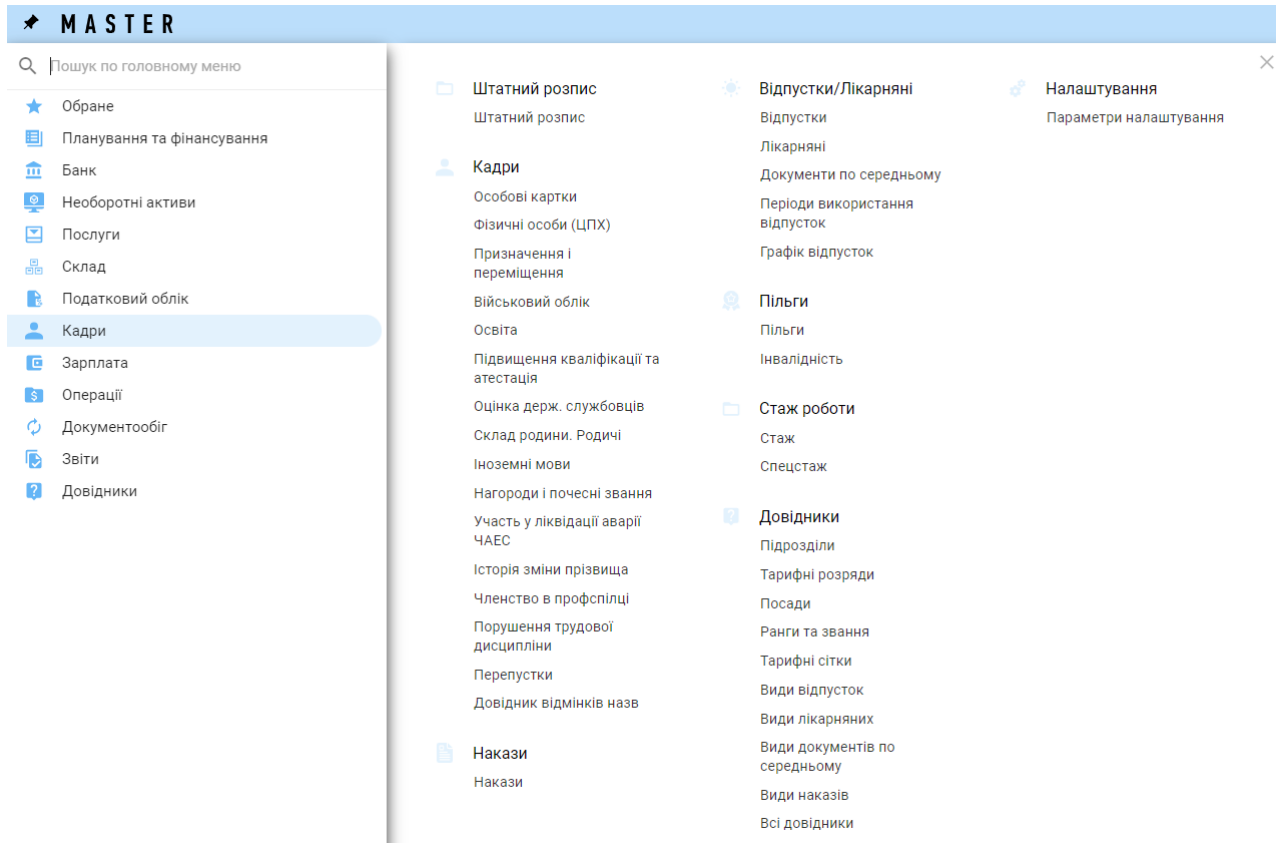 MASTER
Пошук по головному меню
Обране
Планування та фінансування
Банк
Необоротні активи
Послуги
Склад
Податковий облік
Кадри
Зарплата
Операції
Документообіг
Звіти
Довідники
Штатний розпис
Штатний розпис
Кадри
Особові картки
Фізичні особи (ЦПХ)
Призначення і
переміщення
Військовий облік
Освіта
Підвищення кваліфікації та
атестація
Оцінка держ. службовців
Склад родини. Родичі
Іноземні мови
Нагороди і почесні звання
Участь у ліквідації аварії
ЧАЕС
Історія зміни прізвища
Членство в профспілці
Порушення трудової
дисципліни
Перепустки
Довідник відмінків назв
Накази
Накази
Відпустки/Лікарняні
Відпустки
Лікарняні
Документи по середньому
Періоди використання
відпусток
Графік відпусток
Пільги
Пільги
Інвалідність
Стаж роботи
Стаж
Спецстаж
Довідники
Підрозділи
Тарифні розряди
Посади
Ранги та звання
Тарифні сітки
Види відпусток
Види лікарняних
Види документів по
середньому
Види наказів
Всі довідники
Налаштування
Параметри налаштування